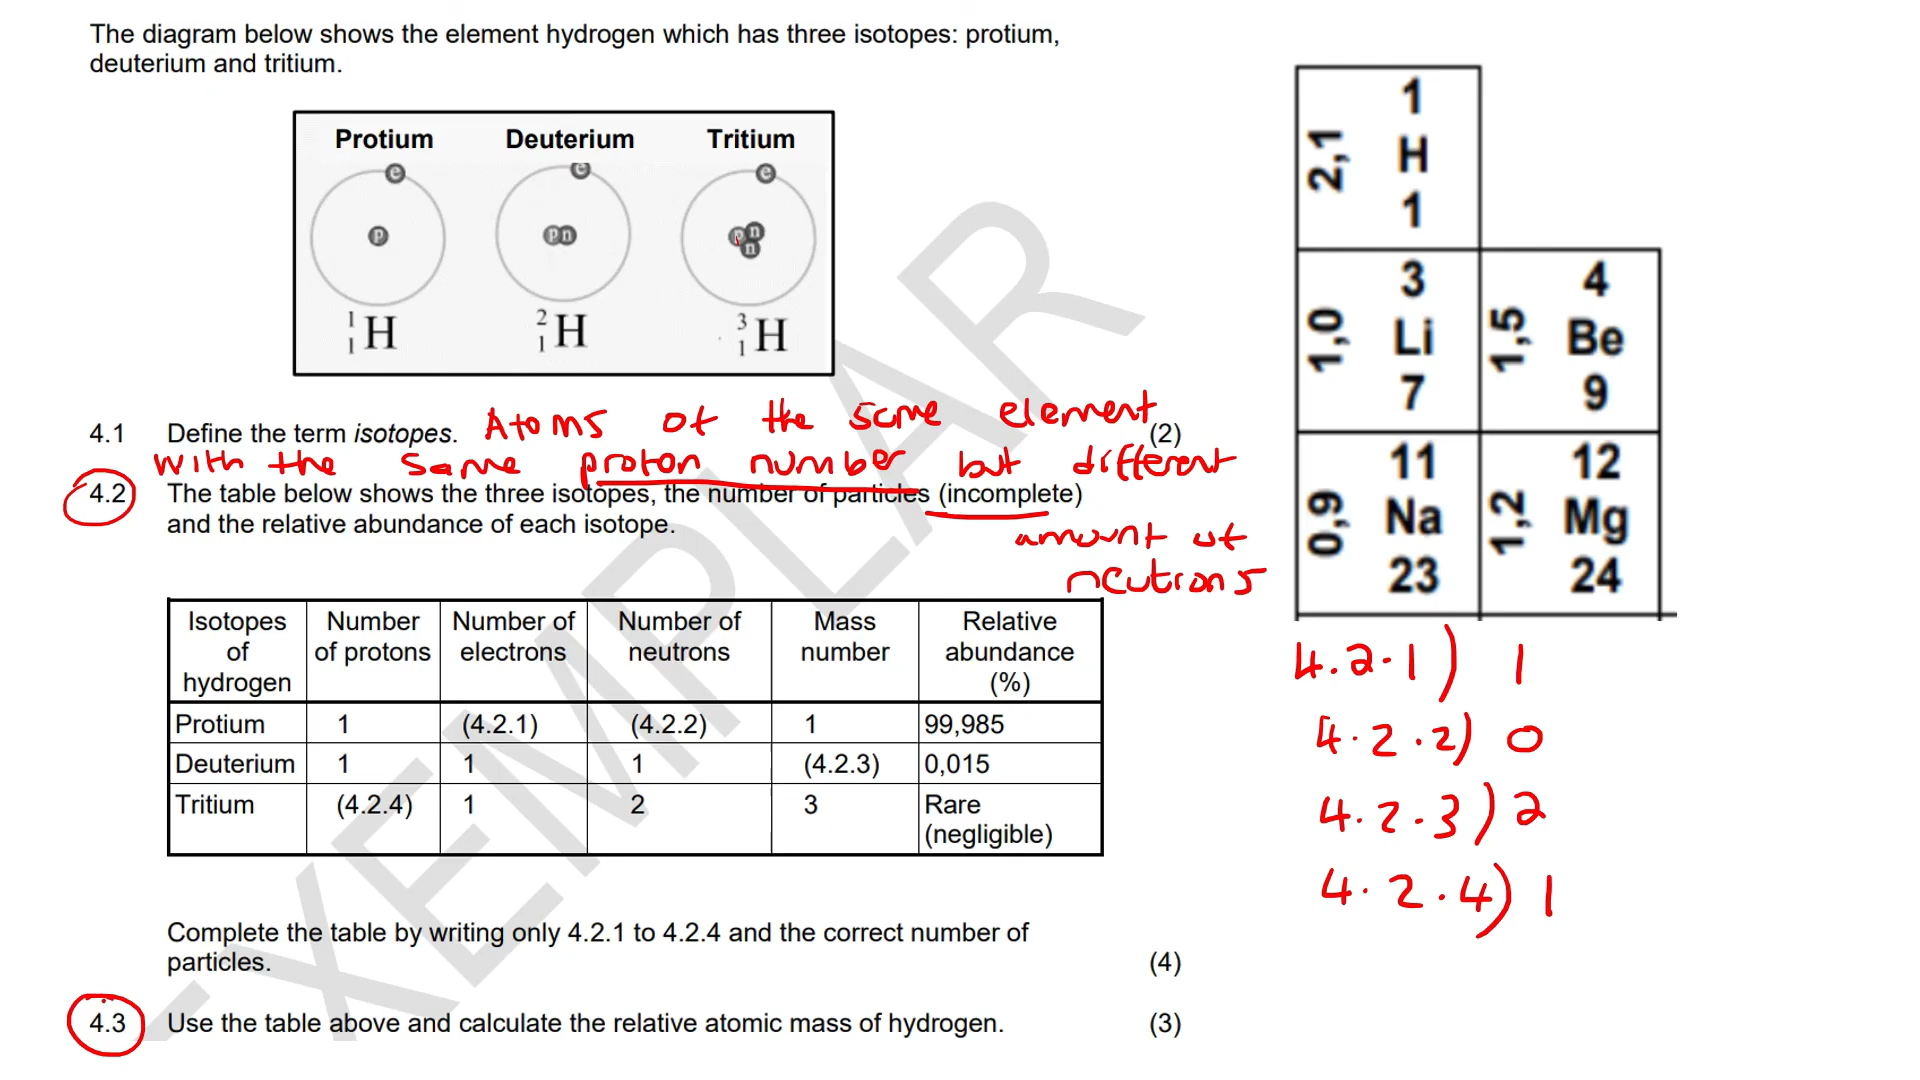 The diagram below shows the element hydrogen which has three isotopes: protium,
deuterium and tritium.
Protium Deuterium Tritium
e e e
p pn pnn
1 1 H 2 1 H 3 1 H
4.1 Define the term isotopes. Atoms of the same element (2)
with the same proton number but different
4.2 The table below shows the three isotopes, the number of particles (incomplete)
and the relative abundance of each isotope.
amount of
neutrons
Isotopes of hydrogen Number of protons Number of electrons Number of neutrons Mass number Relative abundance (%)
Protium 1 (4.2.1) (4.2.2) 1 99,985
Deuterium 1 1 1 (4.2.3) 0,015
Tritium (4.2.4) 1 2 3 Rare
(negligible)
Complete the table by writing only 4.2.1 to 4.2.4 and the correct number of
particles. (4)
4.3 Use the table above and calculate the relative atomic mass of hydrogen. (3)
2,1 1 H 1
1,0 3 Li 7 1,5 4 Be 9
0,9 11 Na 23 1,2 12 Mg 24
4.2.1) 1
4.2.2) 0
4.2.3) 2
4.2.4) 1
EXEMPLAR